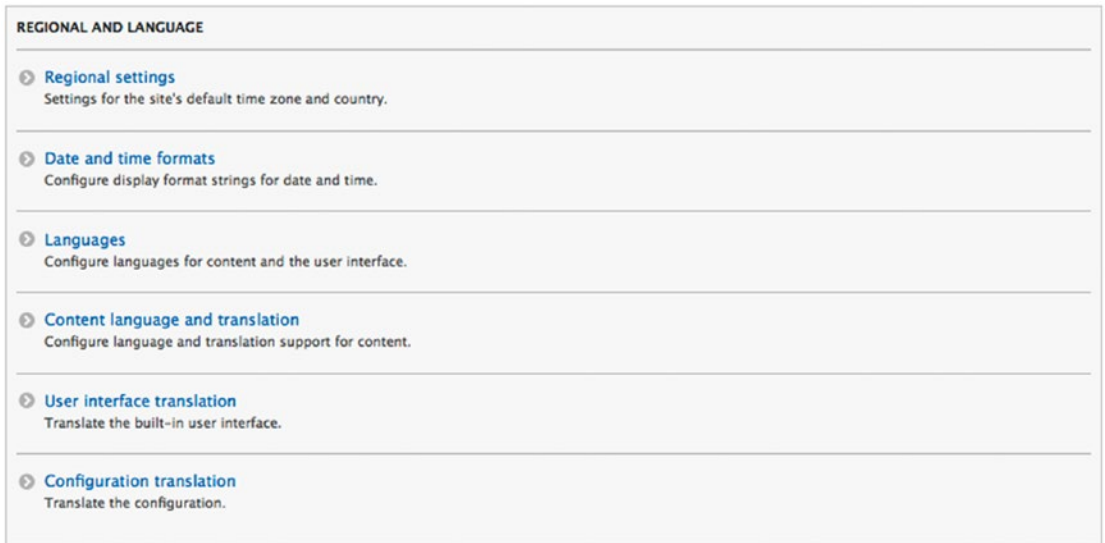 REGIONAL AND LANGUAGE
Regional settings
Settings for the site's default time zone and country.
Date and time formats
Configure display format strings for date and time.
Languages
Configure languages for content and the user interface.
Content language and translation
Configure language and translation support for content.
User interface translation
Translate the built-in user interface.
Configuration translation
Translate the configuration.